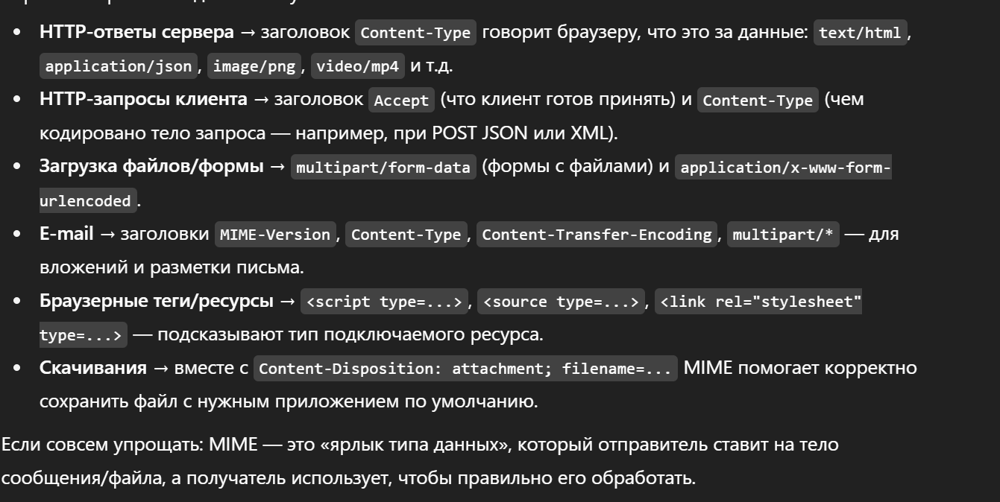 • HTTP-ответы сервера → заголовок Content-Type говорит браузеру, что это за данные: text/html,
application/json, image/png, video/mp4 и т.д.
• HTTP-запросы клиента → заголовок Accept (что клиент готов принять) и Content-Type (чем
кодировано тело запроса — например, при POST JSON или XML).
• Загрузка файлов/формы → multipart/form-data (формы с файлами) и application/x-www-form-
urlencoded.
• E-mail → заголовки MIME-Version, Content-Type, Content-Transfer-Encoding, multipart/* — для
вложений и разметки письма.
• Браузерные теги/ресурсы → <script type=...>, <source type=...>, <link rel="stylesheet"
type=...> — подсказывают тип подключаемого ресурса.
• Скачивания → вместе с Content-Disposition: attachment; filename=... MIME помогает корректно
сохранить файл с нужным приложением по умолчанию.
Если совсем упрощать: MIME — это «ярлык типа данных», который отправитель ставит на тело
сообщения/файла, а получатель использует, чтобы правильно его обработать.